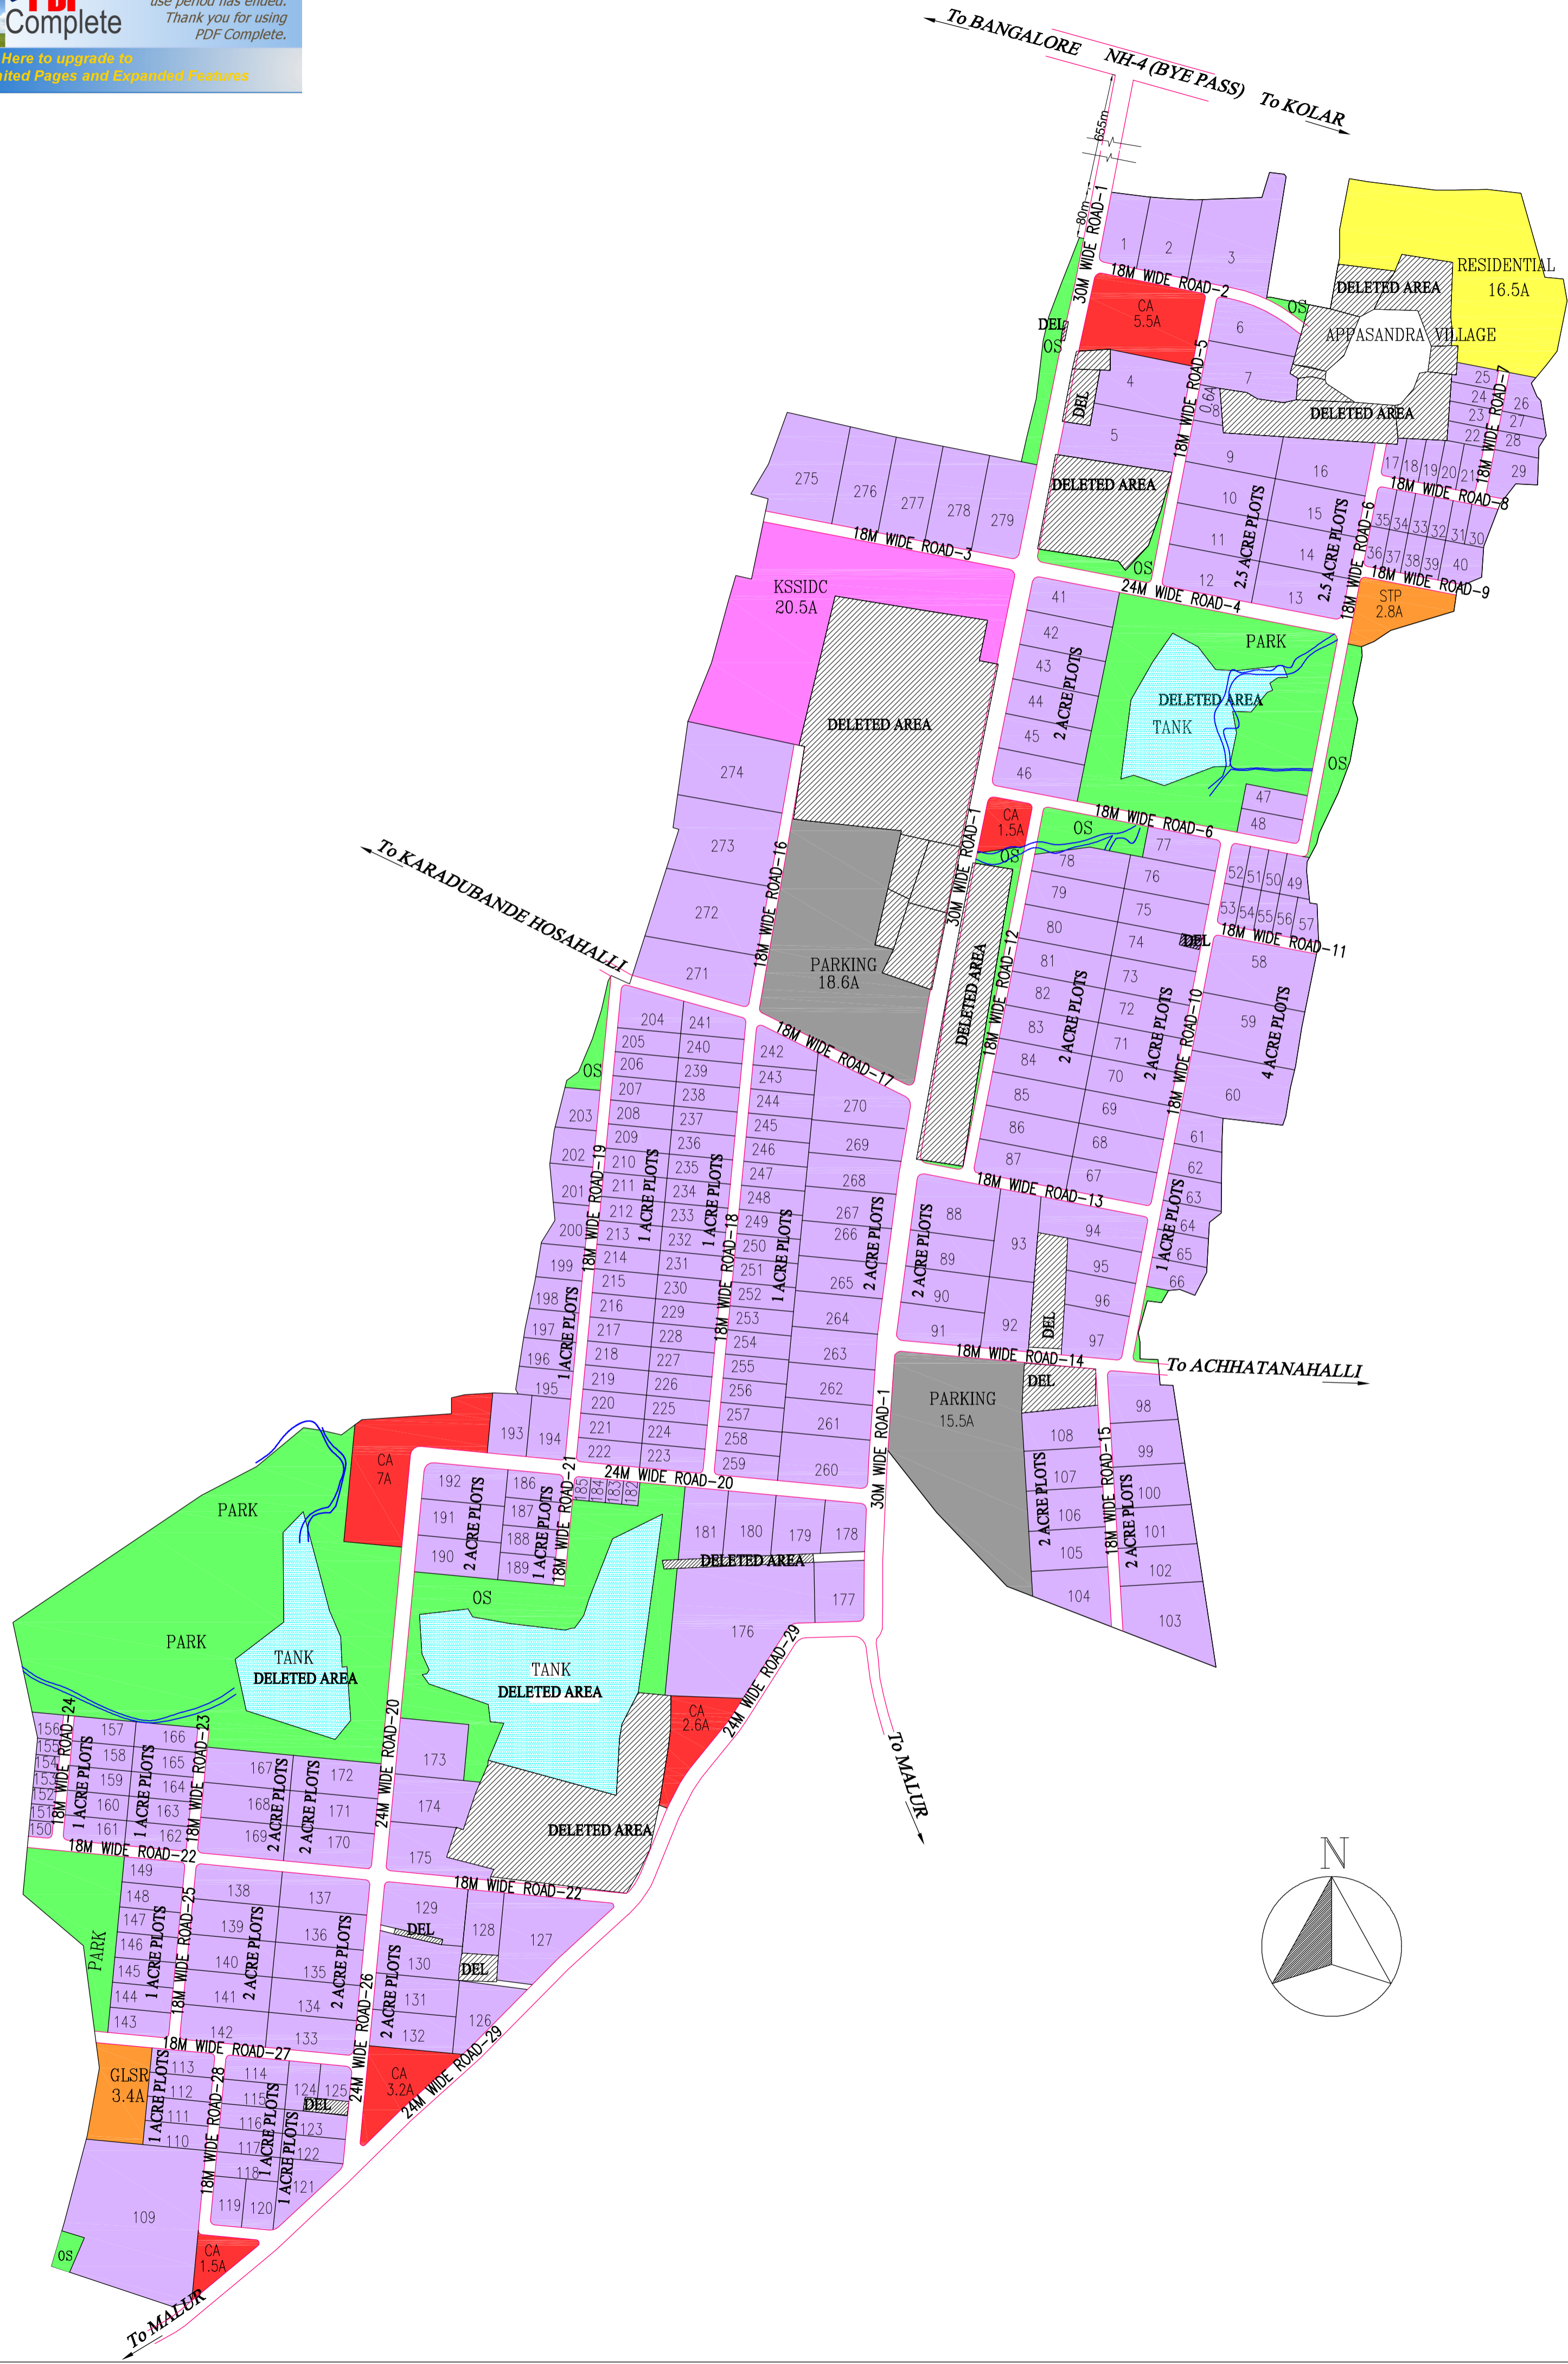 PDF
Complete
use period has ended.
Thank you for using
PDF Complete.
Here to upgrade to
ited Pages and Expanded Features
To BANGALORE
NH-4 (BYE PASS)
To KOLAR
655m
80m
30M WIDE ROAD-1
1
2
3
18M WIDE ROAD-2
RESIDENTIAL
16.5A
DELETED AREA
CA
5.5A
DEL
OS
OS
6
APPASANDRA VILLAGE
7
18M WIDE ROAD-5
4
0.6A
8
DELETED AREA
DEL
5
25
24
23
22
26
27
28
29
18M WIDE ROAD-7
17
18
19
20
21
18M WIDE ROAD-8
9
16
10
15
11
14
12
13
2.5 ACRE PLOTS
2.5 ACRE PLOTS
18M WIDE ROAD-6
35
34
33
32
31
30
36
37
38
39
40
18M WIDE ROAD-9
STP
2.8A
DELETED AREA
OS
275
276
277
278
279
18M WIDE ROAD-3
24M WIDE ROAD-4
KSSIDC
20.5A
DELETED AREA
41
42
43
44
45
46
2 ACRE PLOTS
PARK
DELETED AREA
TANK
OS
47
48
18M WIDE ROAD-6
274
273
272
271
18M WIDE ROAD-16
CA
1.5A
OS
OS
30M WIDE ROAD-1
To KARADUBANDE HOSAHALLI
PARKING
18.6A
DELETED AREA
18M WIDE ROAD-12
77
78
76
79
75
80
74
81
73
82
72
83
71
84
70
85
69
86
68
87
67
2 ACRE PLOTS
2 ACRE PLOTS
DEL
18M WIDE ROAD-10
52
51
50
49
53
54
55
56
57
18M WIDE ROAD-11
58
59
60
4 ACRE PLOTS
61
62
63
64
65
66
1 ACRE PLOTS
18M WIDE ROAD-17
18M WIDE ROAD-13
OS
203
202
201
200
199
198
197
196
195
1 ACRE PLOTS
18M WIDE ROAD-19
204
241
205
240
206
239
207
238
208
237
209
236
210
235
211
234
212
233
213
232
214
231
215
230
216
229
217
228
218
227
219
226
220
225
221
224
222
223
1 ACRE PLOTS
1 ACRE PLOTS
18M WIDE ROAD-18
242
243
244
245
246
247
248
249
250
251
252
253
254
255
256
257
258
259
1 ACRE PLOTS
270
269
268
267
266
265
264
263
262
261
260
2 ACRE PLOTS
88
89
90
91
2 ACRE PLOTS
93
92
DEL
94
95
96
97
18M WIDE ROAD-14
To ACHHATANAHALLI
30M WIDE ROAD-1
PARKING
15.5A
DEL
108
107
106
105
104
2 ACRE PLOTS
18M WIDE ROAD-15
98
99
100
101
102
103
2 ACRE PLOTS
193
194
CA
7A
PARK
24M WIDE ROAD-20
192
191
190
2 ACRE PLOTS
186
187
188
189
1 ACRE PLOTS
18M WIDE ROAD-21
185
184
183
182
181
180
179
178
DELETED AREA
177
176
OS
PARK
TANK
DELETED AREA
TANK
DELETED AREA
CA
2.6A
24M WIDE ROAD-29
To MALUR
24M WIDE ROAD-20
173
174
175
DELETED AREA
156
155
154
153
152
151
150
18M WIDE ROAD-24
157
158
159
160
161
1 ACRE PLOTS
166
165
164
163
162
1 ACRE PLOTS
18M WIDE ROAD-23
167
168
169
2 ACRE PLOTS
172
171
170
2 ACRE PLOTS
18M WIDE ROAD-22
18M WIDE ROAD-22
PARK
149
148
147
146
145
144
143
1 ACRE PLOTS
18M WIDE ROAD-25
138
139
140
141
142
2 ACRE PLOTS
137
136
135
134
133
2 ACRE PLOTS
24M WIDE ROAD-26
129
DEL
130
131
132
2 ACRE PLOTS
128
DEL
127
126
CA
3.2A
24M WIDE ROAD-29
18M WIDE ROAD-27
GLSR
3.4A
113
112
111
110
1 ACRE PLOTS
18M WIDE ROAD-28
114
115
116
117
118
119
120
1 ACRE PLOTS
124
125
DEL
123
122
121
1 ACRE PLOTS
109
OS
CA
1.5A
To MALUR
N